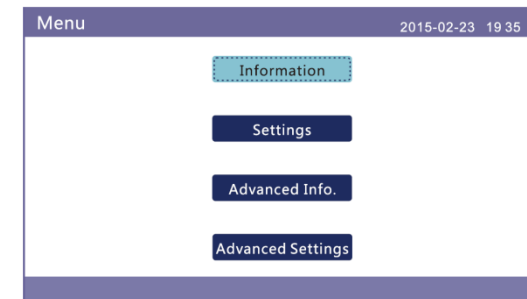 Menu
2015-02-23 19 35
Information
Settings
Advanced Info.
Advanced Settings